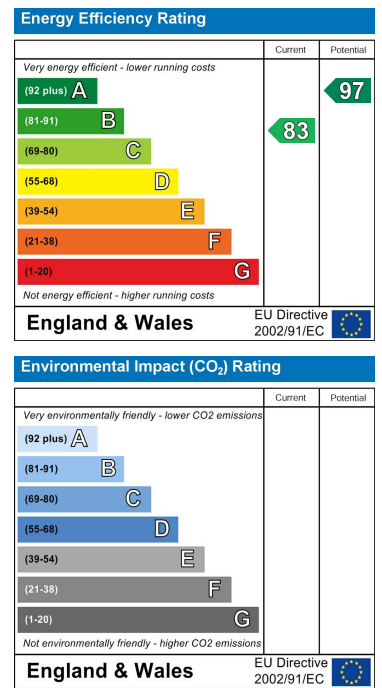 Energy Efficiency Rating
Current Potential
Very energy efficient - lower running costs
(92 plus) A
97
(81-91) B
83
(69-80) C
(55-68) D
(39-54) E
(21-38) F
(1-20) G
Not energy efficient - higher running costs
England & Wales
EU Directive
2002/91/EC
Environmental Impact (CO₂) Rating
Current Potential
Very environmentally friendly - lower CO2 emissions
(92 plus) A
(81-91) B
(69-80) C
(55-68) D
(39-54) E
(21-38) F
(1-20) G
Not environmentally friendly - higher CO2 emissions
England & Wales
EU Directive
2002/91/EC